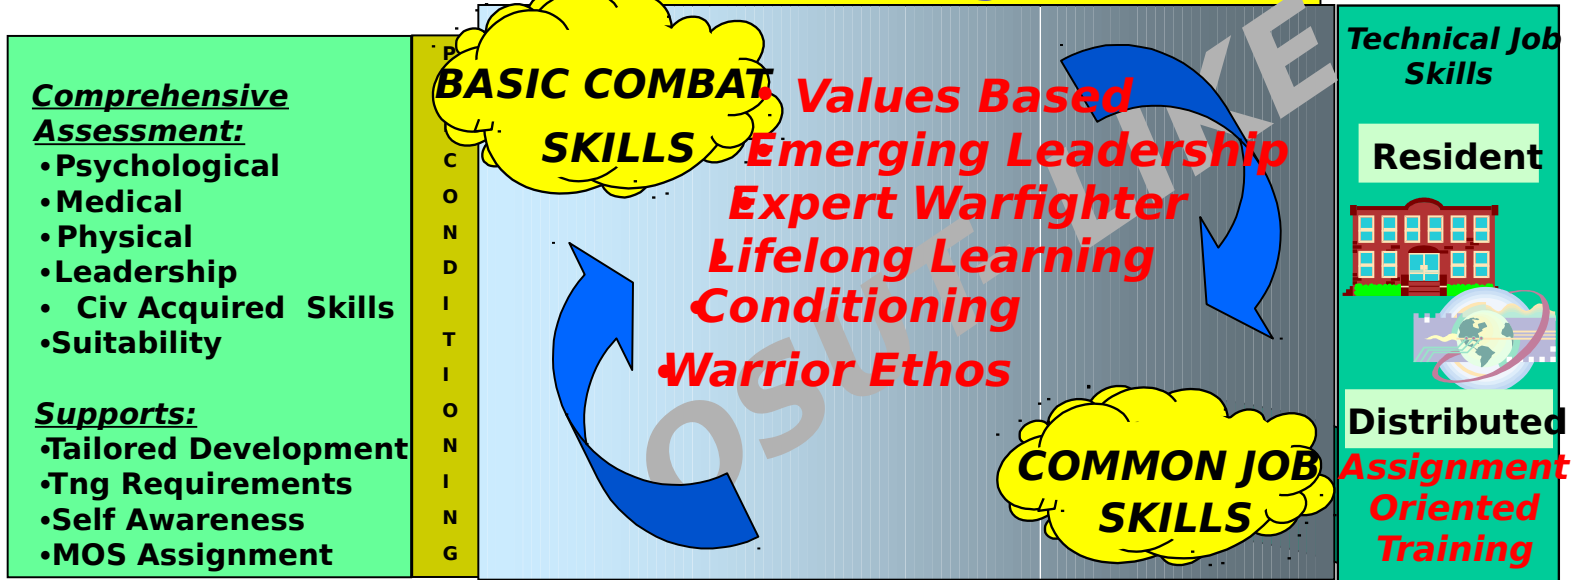 Comprehensive
Assessment:
•Psychological
•Medical
•Physical
•Leadership
• Civ Acquired Skills
•Suitability
Supports:
•Tailored Development
•Tng Requirements
•Self Awareness
•MOS Assignment
P
C
O
N
D
I
T
I
O
N
I
N
G
BASIC COMBAT
SKILLS
• Values Based
•Emerging Leadership
•Expert Warfighter
•Lifelong Learning
•Conditioning
•Warrior Ethos
OSUT LIKE
COMMON JOB
SKILLS
Technical Job
Skills
Resident
Distributed
Assignment
Oriented
Training